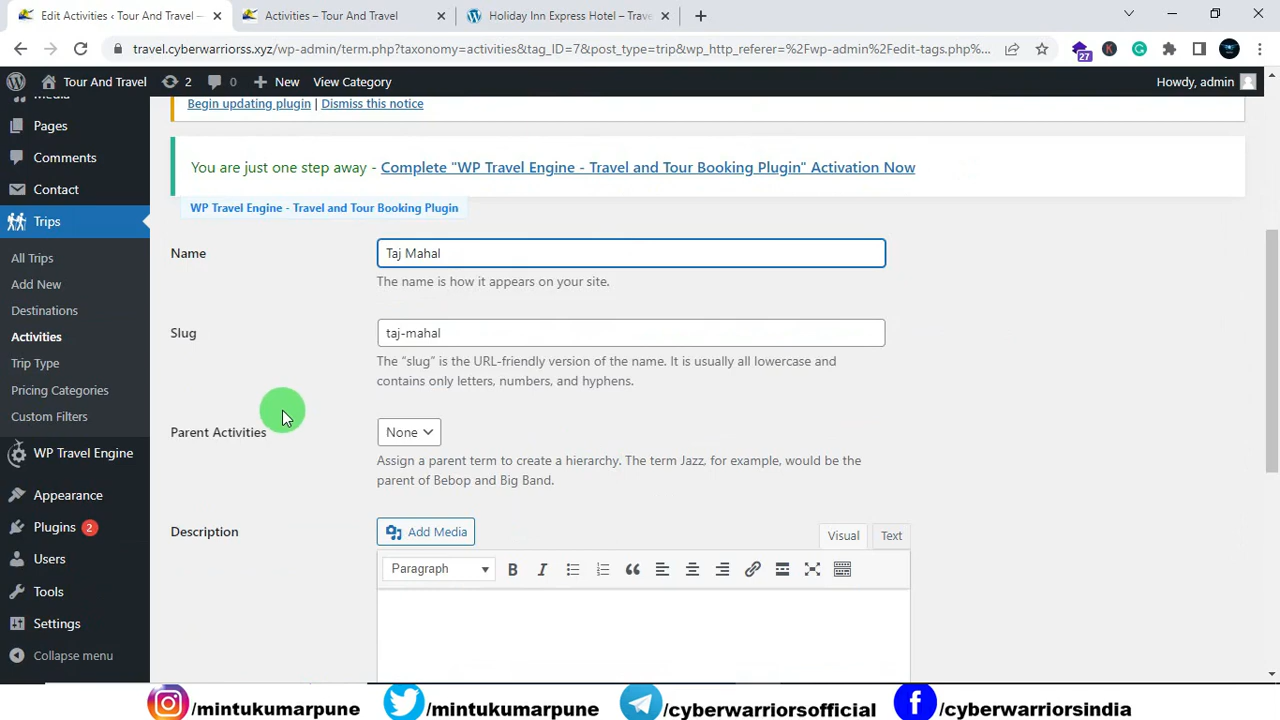 Edit Activities ‹ Tour And Travel —
Activities – Tour And Travel
Holiday Inn Express Hotel – Trave
travel.cyberwarriorss.xyz/wp-admin/term.php?taxonomy=activities&tag_ID=7&post_type=trip&wp_http_referer=%2Fwp-admin%2Fedit-tags.php%...
27
Tour And Travel
2
0
New
View Category
Howdy, admin
Media
Pages
Comments
Contact
Trips
All Trips
Add New
Destinations
Activities
Trip Type
Pricing Categories
Custom Filters
WP Travel Engine
Appearance
Plugins 2
Users
Tools
Settings
Collapse menu
Begin updating plugin | Dismiss this notice
You are just one step away - Complete "WP Travel Engine - Travel and Tour Booking Plugin" Activation Now
WP Travel Engine - Travel and Tour Booking Plugin
Name
Taj Mahal
The name is how it appears on your site.
Slug
taj-mahal
The “slug” is the URL-friendly version of the name. It is usually all lowercase and
contains only letters, numbers, and hyphens.
Parent Activities
None
Assign a parent term to create a hierarchy. The term Jazz, for example, would be the
parent of Bebop and Big Band.
Description
Add Media
Visual
Text
Paragraph
/mintukumarpune
/mintukumarpune
/cyberwarriorsofficial
/cyberwarriorsindia